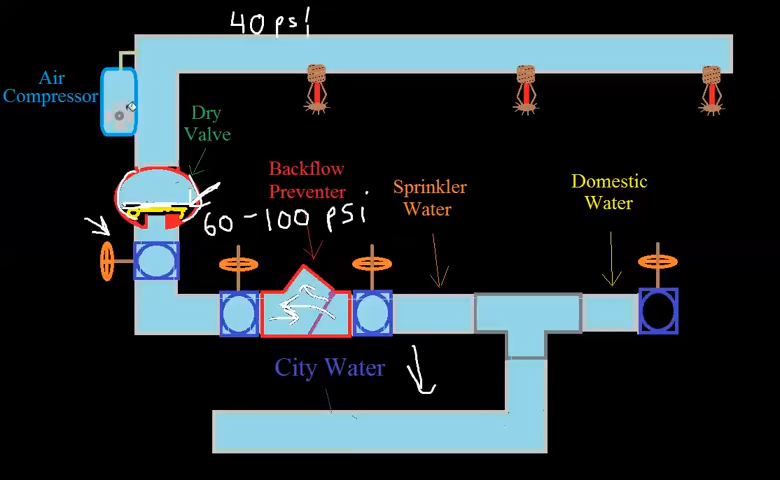 40 psi
Air
Compressor
Dry
Valve
Backflow
Preventer
Sprinkler
Water
Domestic
Water
60-100 PSi
City Water